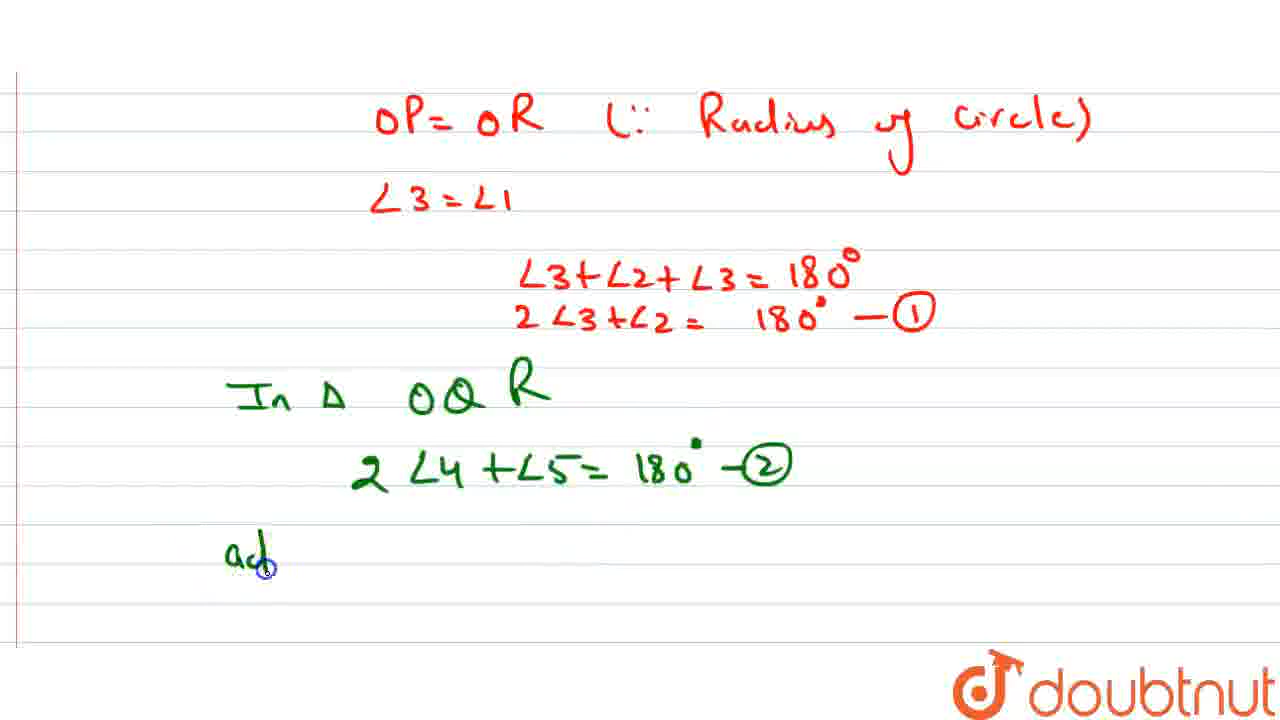 OP = OR (∵ Radius of circle)
∠3 = ∠1
∠3 + ∠2 + ∠3 = 180°
2 ∠3 + ∠2 = 180° — ①
In Δ OQR
2 ∠4 + ∠5 = 180° — ②
ad
doubtnut